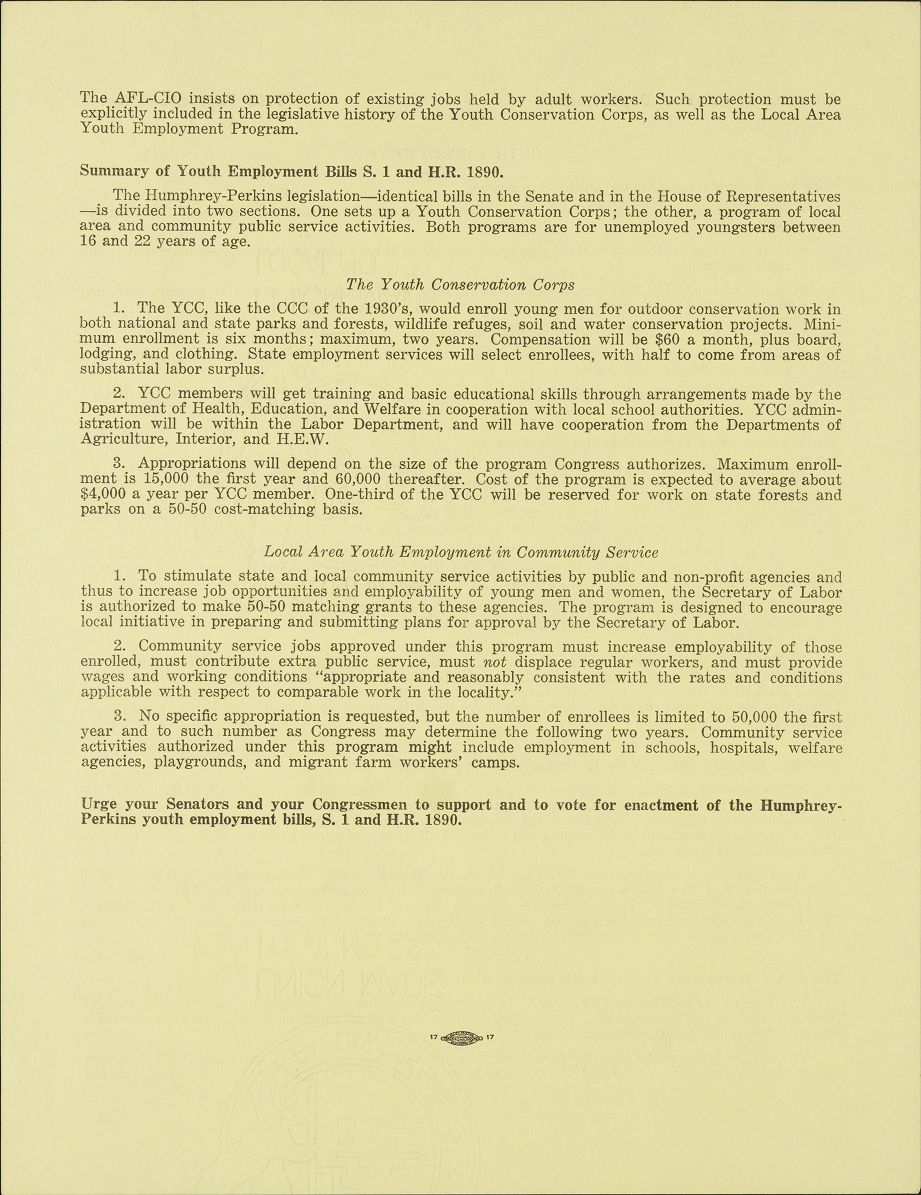 The AFL-CIO insists on protection of existing jobs held by adult workers. Such protection must be
explicitly included in the legislative history of the Youth Conservation Corps, as well as the Local Area
Youth Employment Program.
Summary of Youth Employment Bills S. 1 and H.R. 1890.
The Humphrey-Perkins legislation—identical bills in the Senate and in the House of Representatives
—is divided into two sections. One sets up a Youth Conservation Corps; the other, a program of local
area and community public service activities. Both programs are for unemployed youngsters between
16 and 22 years of age.
The Youth Conservation Corps
1. The YCC, like the CCC of the 1930's, would enroll young men for outdoor conservation work in
both national and state parks and forests, wildlife refuges, soil and water conservation projects. Mini-
mum enrollment is six months; maximum, two years. Compensation will be $60 a month, plus board,
lodging, and clothing. State employment services will select enrollees, with half to come from areas of
substantial labor surplus.
2. YCC members will get training and basic educational skills through arrangements made by the
Department of Health, Education, and Welfare in cooperation with local school authorities. YCC admin-
istration will be within the Labor Department, and will have cooperation from the Departments of
Agriculture, Interior, and H.E.W.
3. Appropriations will depend on the size of the program Congress authorizes. Maximum enroll-
ment is 15,000 the first year and 60,000 thereafter. Cost of the program is expected to average about
$4,000 a year per YCC member. One-third of the YCC will be reserved for work on state forests and
parks on a 50-50 cost-matching basis.
Local Area Youth Employment in Community Service
1. To stimulate state and local community service activities by public and non-profit agencies and
thus to increase job opportunities and employability of young men and women, the Secretary of Labor
is authorized to make 50-50 matching grants to these agencies. The program is designed to encourage
local initiative in preparing and submitting plans for approval by the Secretary of Labor.
2. Community service jobs approved under this program must increase employability of those
enrolled, must contribute extra public service, must not displace regular workers, and must provide
wages and working conditions "appropriate and reasonably consistent with the rates and conditions
applicable with respect to comparable work in the locality."
3. No specific appropriation is requested, but the number of enrollees is limited to 50,000 the first
year and to such number as Congress may determine the following two years. Community service
activities authorized under this program might include employment in schools, hospitals, welfare
agencies, playgrounds, and migrant farm workers' camps.
Urge your Senators and your Congressmen to support and to vote for enactment of the Humphrey-
Perkins youth employment bills, S. 1 and H.R. 1890.
17 17